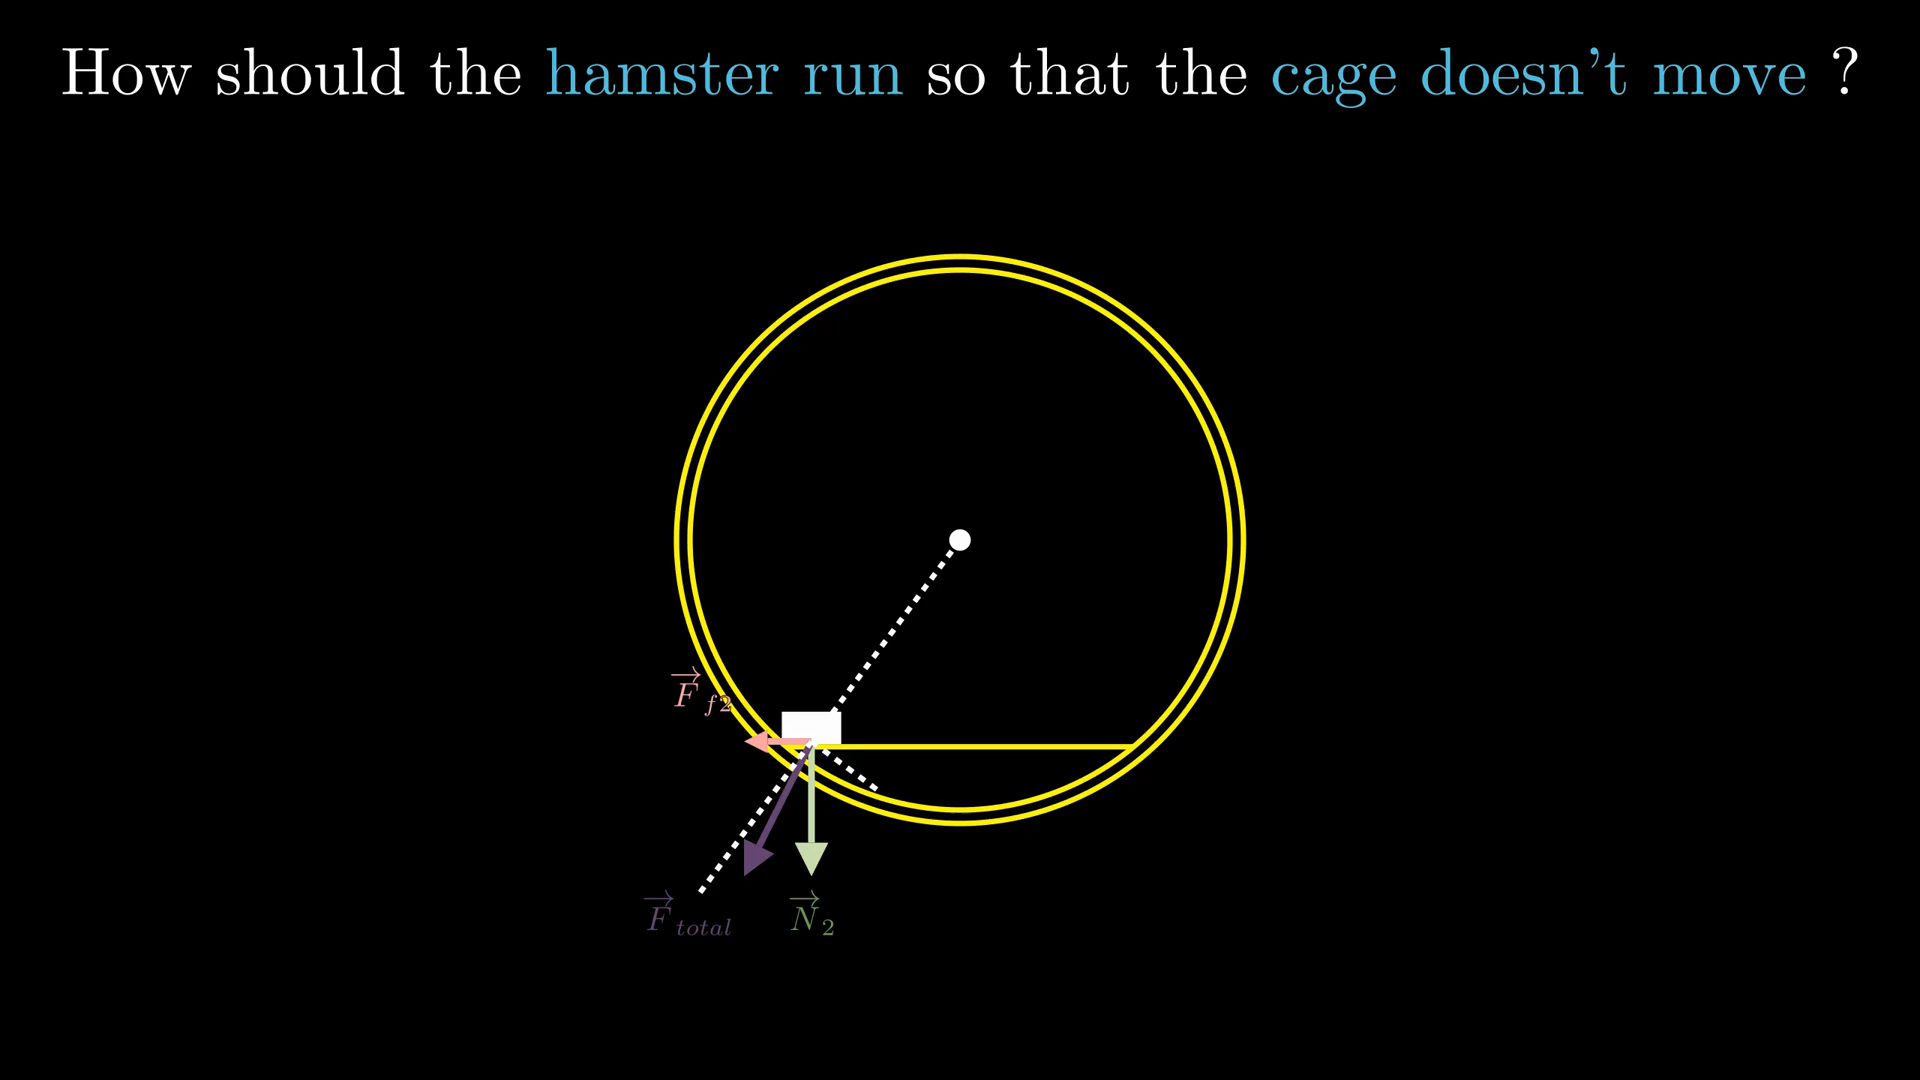 How should the hamster run so that the cage doesn't move ?
F f2
F total
N 2